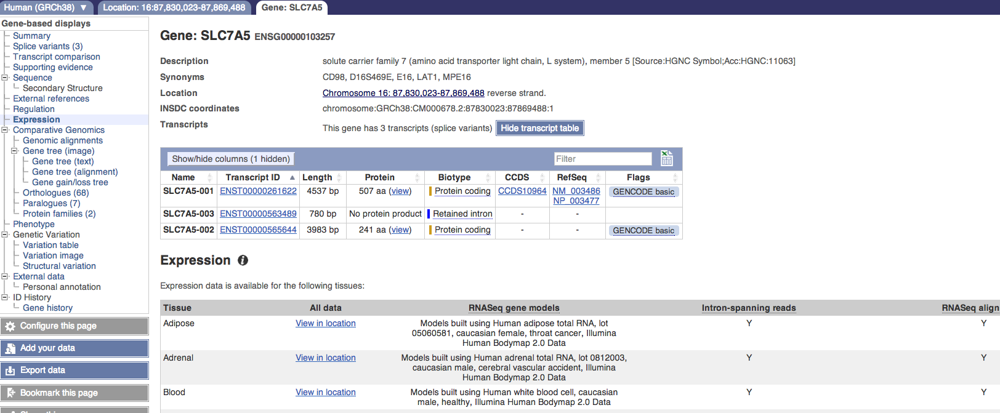 Human (GRCh38) ▼ Location: 16:87,830,023-87,869,488 Gene: SLC7A5
Gene-based displays
Summary
Splice variants (3)
Transcript comparison
Supporting evidence
Sequence
Secondary Structure
External references
Regulation
Expression
Comparative Genomics
Genomic alignments
Gene tree (image)
Gene tree (text)
Gene tree (alignment)
Gene gain/loss tree
Orthologues (68)
Paralogues (7)
Protein families (2)
Phenotype
Genetic Variation
Variation table
Variation image
Structural variation
External data
Personal annotation
ID History
Gene history
Configure this page
Add your data
Export data
Bookmark this page
Gene: SLC7A5 ENSG00000103257
Description solute carrier family 7 (amino acid transporter light chain, L system), member 5 [Source:HGNC Symbol;Acc:HGNC:11063]
Synonyms CD98, D16S469E, E16, LAT1, MPE16
Location Chromosome 16: 87,830,023-87,869,488 reverse strand.
INSDC coordinates chromosome:GRCh38:CM000678.2:87830023:87869488:1
Transcripts This gene has 3 transcripts (splice variants) Hide transcript table
Show/hide columns (1 hidden) Filter
Name Transcript ID Length Protein Biotype CCDS RefSeq Flags
SLC7A5-001 ENST00000261622 4537 bp 507 aa (view) Protein coding CCDS10964 NM_003486 GENCODE basic
NP_003477
SLC7A5-003 ENST00000563489 780 bp No protein product Retained intron - -
SLC7A5-002 ENST00000565644 3983 bp 241 aa (view) Protein coding - - GENCODE basic
Expression i
Expression data is available for the following tissues:
Tissue All data RNASeq gene models Intron-spanning reads RNASeq align
Adipose View in location Models built using Human adipose total RNA, lot Y Y
05060581, caucasian female, throat cancer, Illumina
Human Bodymap 2.0 Data
Adrenal View in location Models built using Human adrenal total RNA, lot 0812003, Y Y
caucasian male, cerebral vascular accident, Illumina
Human Bodymap 2.0 Data
Blood View in location Models built using Human white blood cell, caucasian Y Y
male, healthy, Illumina Human Bodymap 2.0 Data